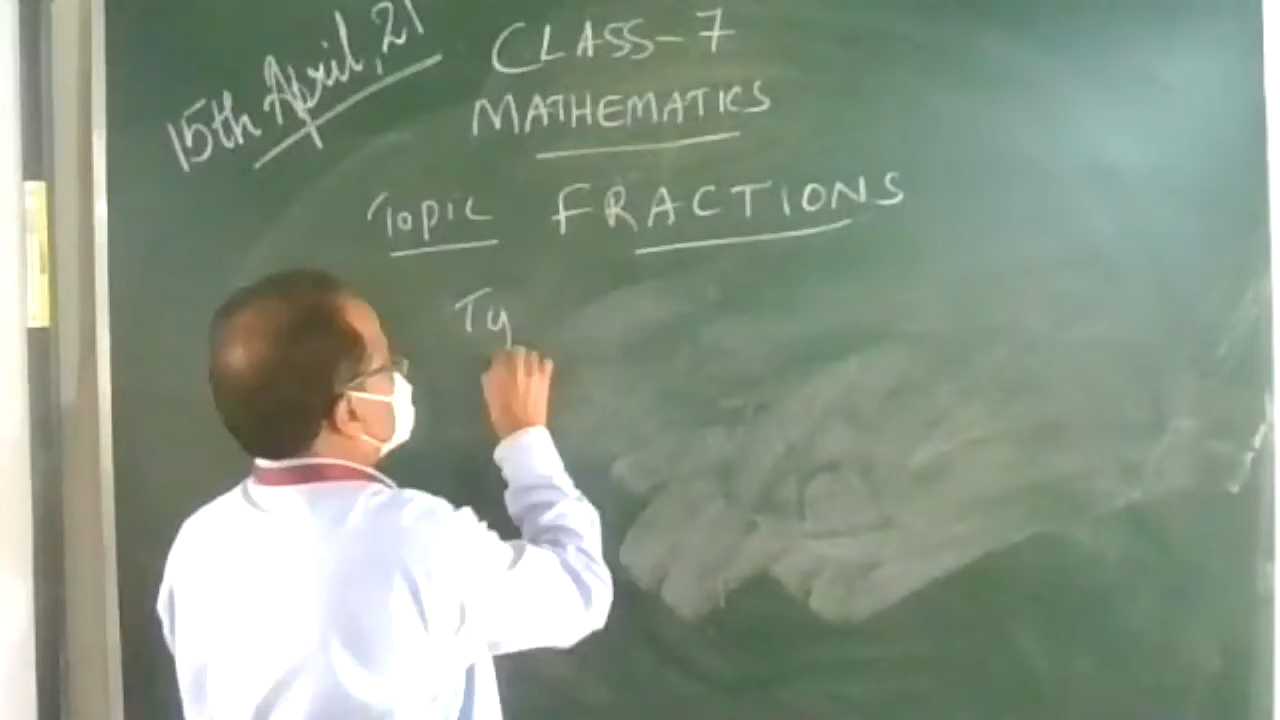 15th April, 21
CLASS-7
MATHEMATICS
TOPIC FRACTIONS
Ty